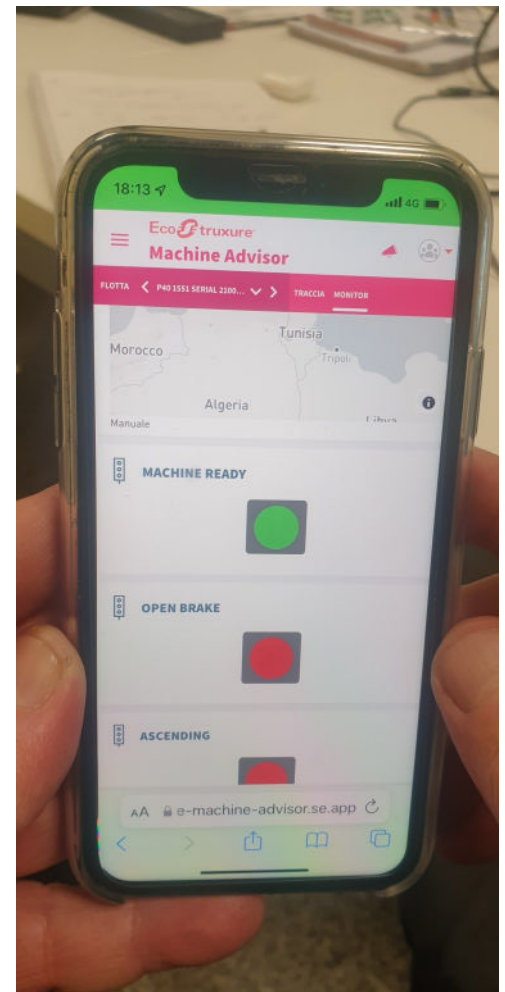 18:13
4G
EcoStruxure
Machine Advisor
FLOTTA P40 1551 SERIAL 2100... TRACCIA MONITOR
Tunisia
Morocco
Tripoli
Algeria
Libya
Manuale
MACHINE READY
OPEN BRAKE
ASCENDING
AA e-machine-advisor.se.app